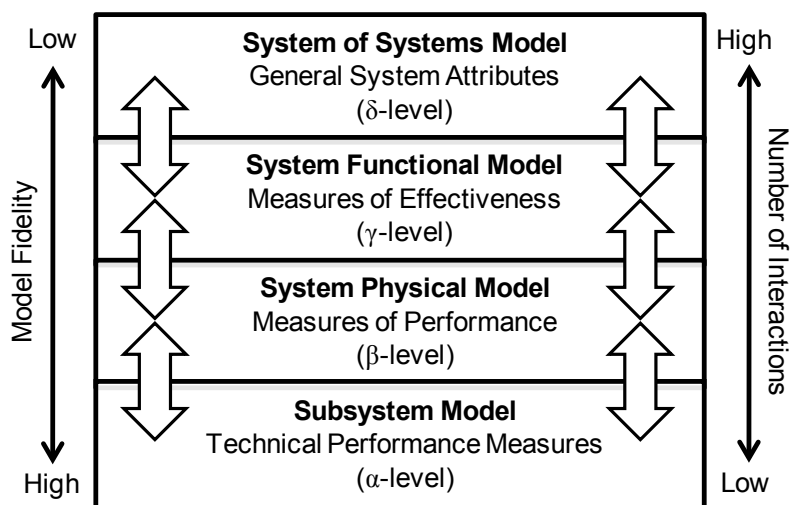 Low
System of Systems Model
High
General System Attributes
(δ-level)
System Functional Model
Measures of Effectiveness
(γ-level)
Model Fidelity
Number of Interactions
System Physical Model
Measures of Performance
(β-level)
Subsystem Model
Technical Performance Measures
(α-level)
High
Low